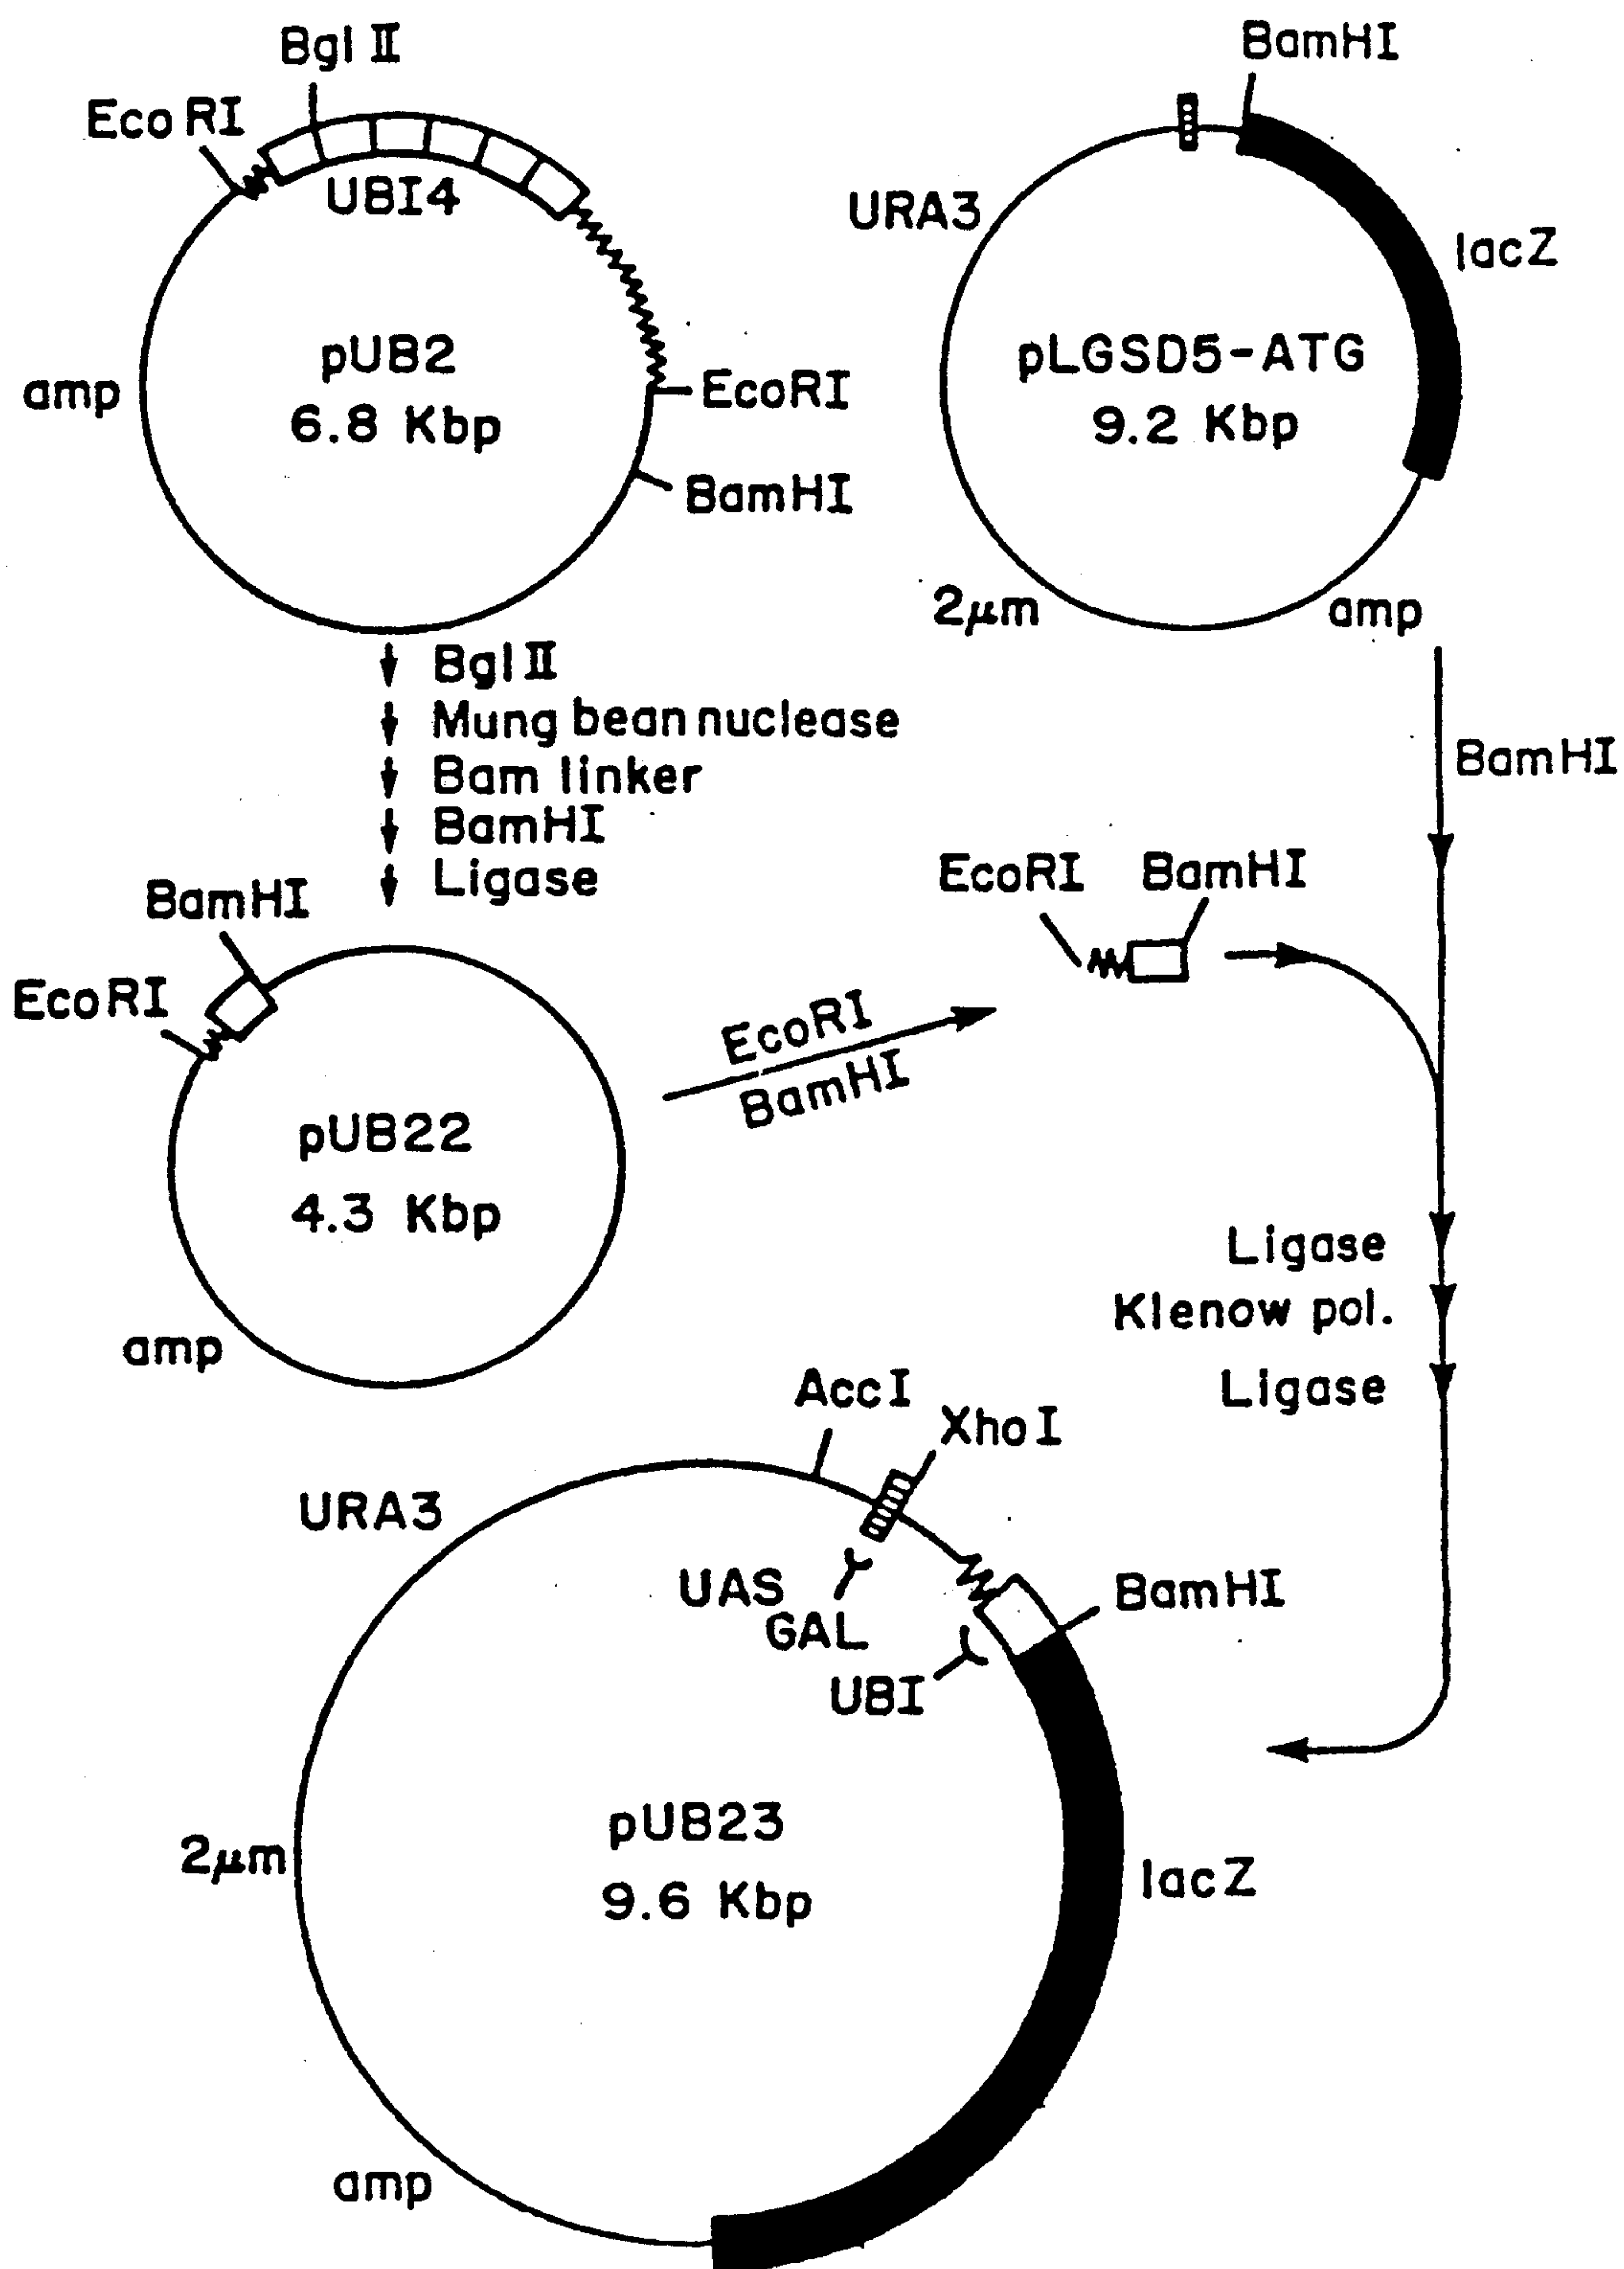 Bgl II
Eco RI
UBI4
pUB2
6.8 Kbp
amp
EcoRI
BamHI
BamHI
URA3
lacZ
pLGSD5-ATG
9.2 Kbp
2μm
amp
Bgl II
Mung bean nuclease
Bam linker
BamHI
Ligase
BamHI
EcoRI
pUB22
4.3 Kbp
amp
EcoRI
BamHI
EcoRI BamHI
BamHI
Ligase
Klenow pol.
Ligase
AccI
XhoI
URA3
UAS
GAL
UBI
BamHI
pUB23
9.6 Kbp
2μm
lacZ
amp